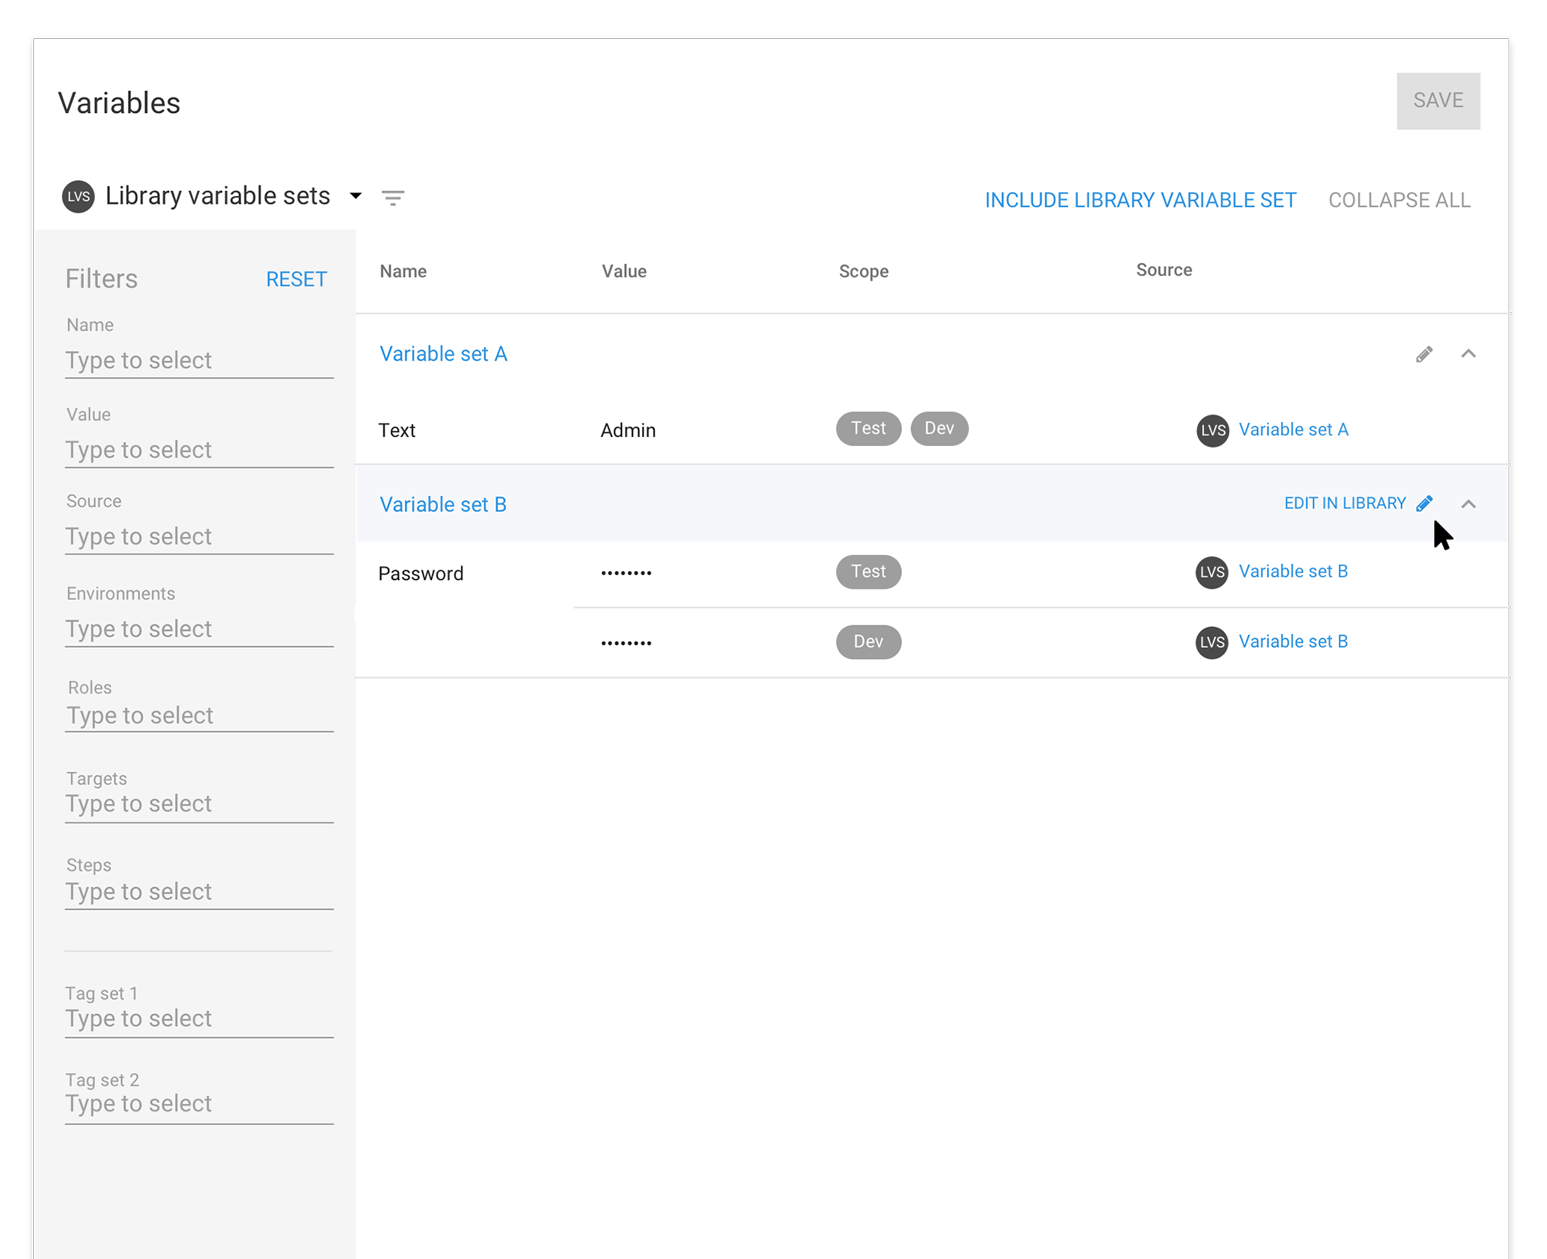 Variables
SAVE
LVS Library variable sets
INCLUDE LIBRARY VARIABLE SET COLLAPSE ALL
Filters RESET
Name
Type to select
Value
Type to select
Source
Type to select
Environments
Type to select
Roles
Type to select
Targets
Type to select
Steps
Type to select
Tag set 1
Type to select
Tag set 2
Type to select
Name Value Scope Source
Variable set A
Text Admin Test Dev LVS Variable set A
Variable set B EDIT IN LIBRARY
Password •••••••• Test LVS Variable set B
•••••••• Dev LVS Variable set B